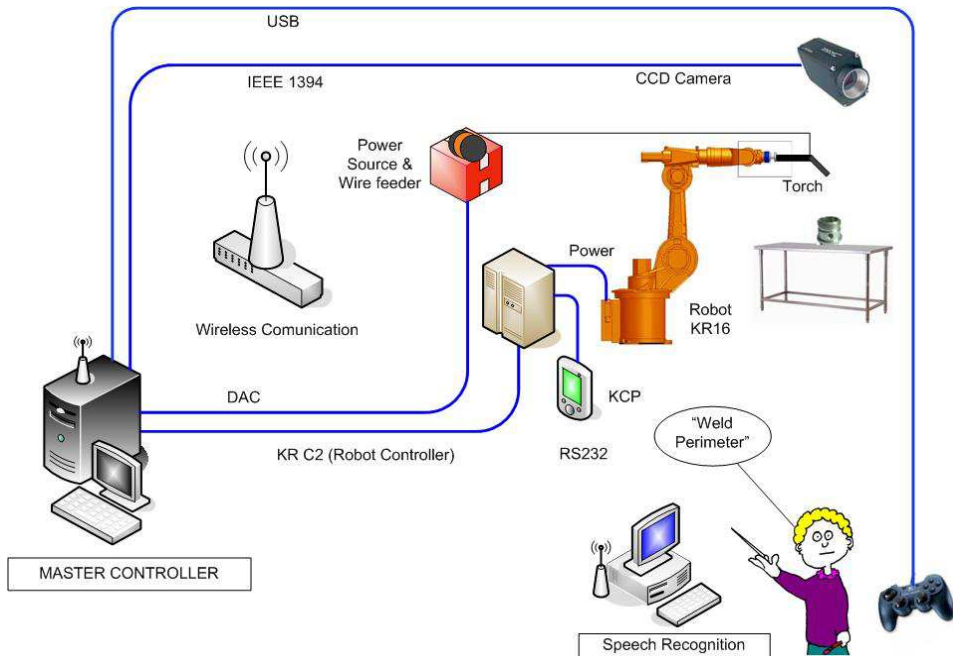 USB
IEEE 1394
CCD Camera
Power
Source &
Wire feeder
Torch
Power
Wireless Comunication
Robot
KR16
DAC
KCP
KR C2 (Robot Controller)
RS232
“Weld
Perimeter”
MASTER CONTROLLER
Speech Recognition